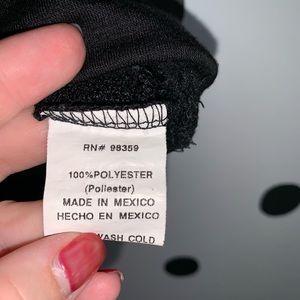 RN# 98359
100%POLYESTER
(Poliester)
MADE IN MEXICO
HECHO EN MEXICO
WASH COLD